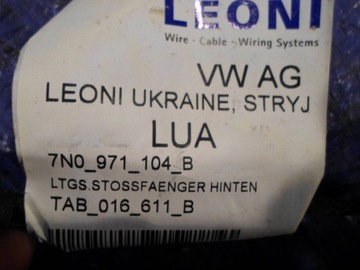 LEONI
Wire · Cable · Wiring Systems
VW AG
LEONI UKRAINE, STRYJ
LUA
7N0_971_104_B
LTGS.STOSSFAENGER HINTEN
TAB_016_611_B